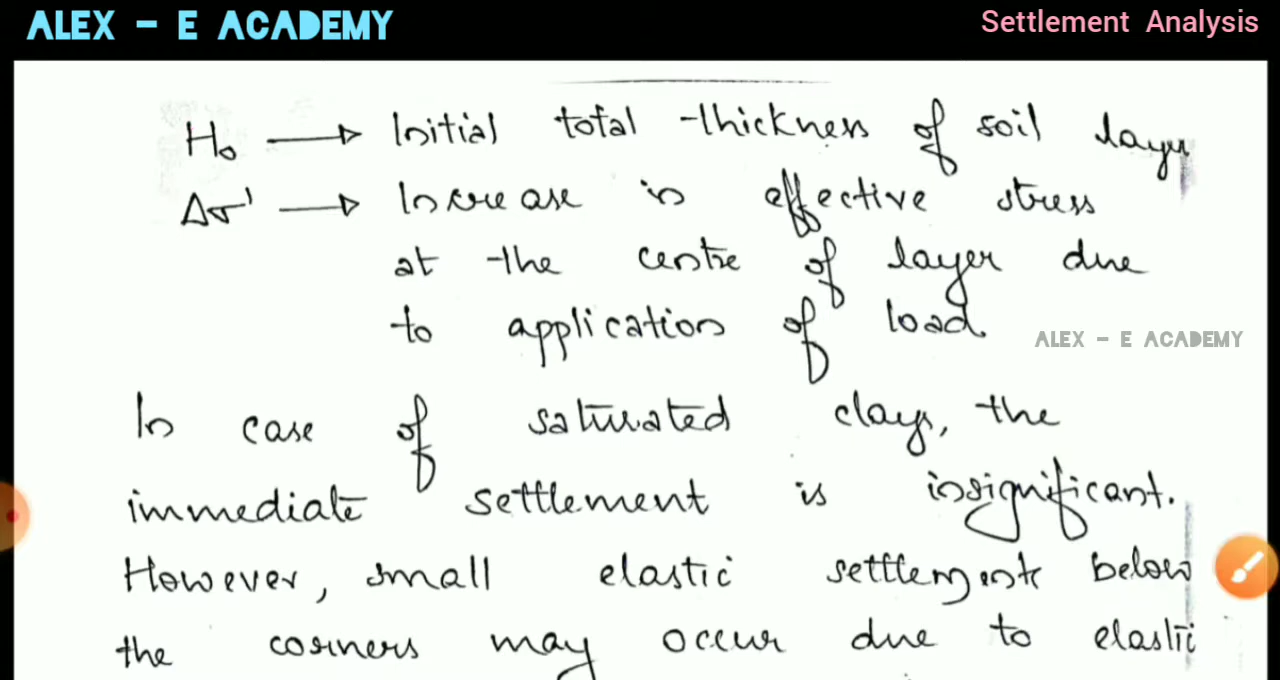 ALEX – E ACADEMY
Settlement Analysis
H₀ → Initial total thickness of soil layer
Δσ' → Increase in effective stress
at the centre of layer due
to application of load.
ALEX – E ACADEMY
In case of saturated clays, the
immediate settlement is insignificant.
However, small elastic settlements below
the corners may occur due to elastic